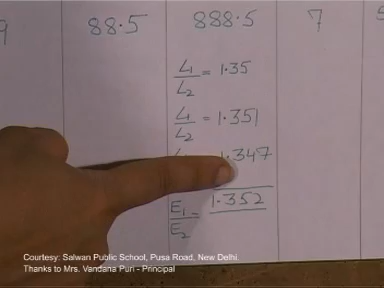 9 88.5 888.5 7
L1/L2 = 1.35
L1/L2 = 1.351
1.347
E1/E2 = 1.352
Courtesy: Salwan Public School, Pusa Road, New Delhi.
Thanks to Mrs. Vandana Puri - Principal